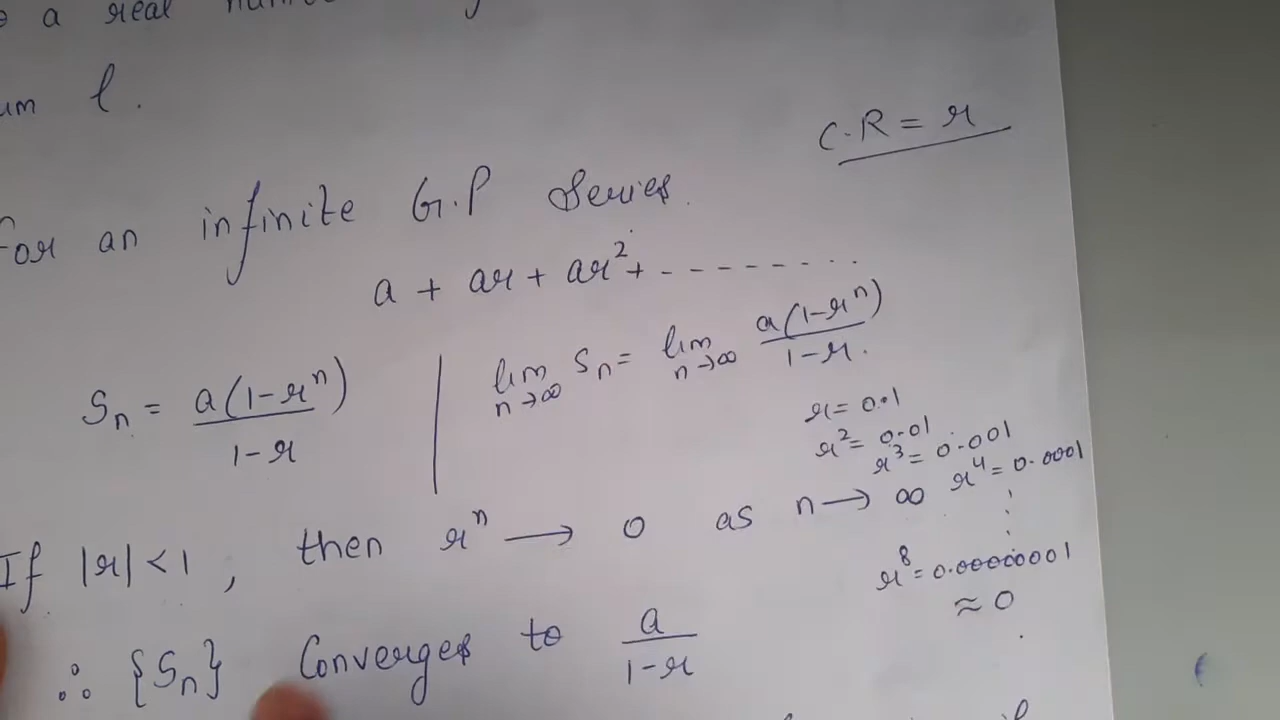 a real
um l.
C.R = r
For an infinite G.P Series.
a + ar + ar² + - - - - - - - - ..
Sₙ = a(1-rⁿ) / 1-r
lim n→∞ Sₙ = lim n→∞ a(1-rⁿ) / 1-r.
r = 0.1
r² = 0.01
r³ = 0.001
r⁴ = 0.0001
If |r| < 1, then rⁿ → 0 as n → ∞
r⁸ = 0.00000001
≈ 0
∴ {Sₙ} Converges to a / 1-r